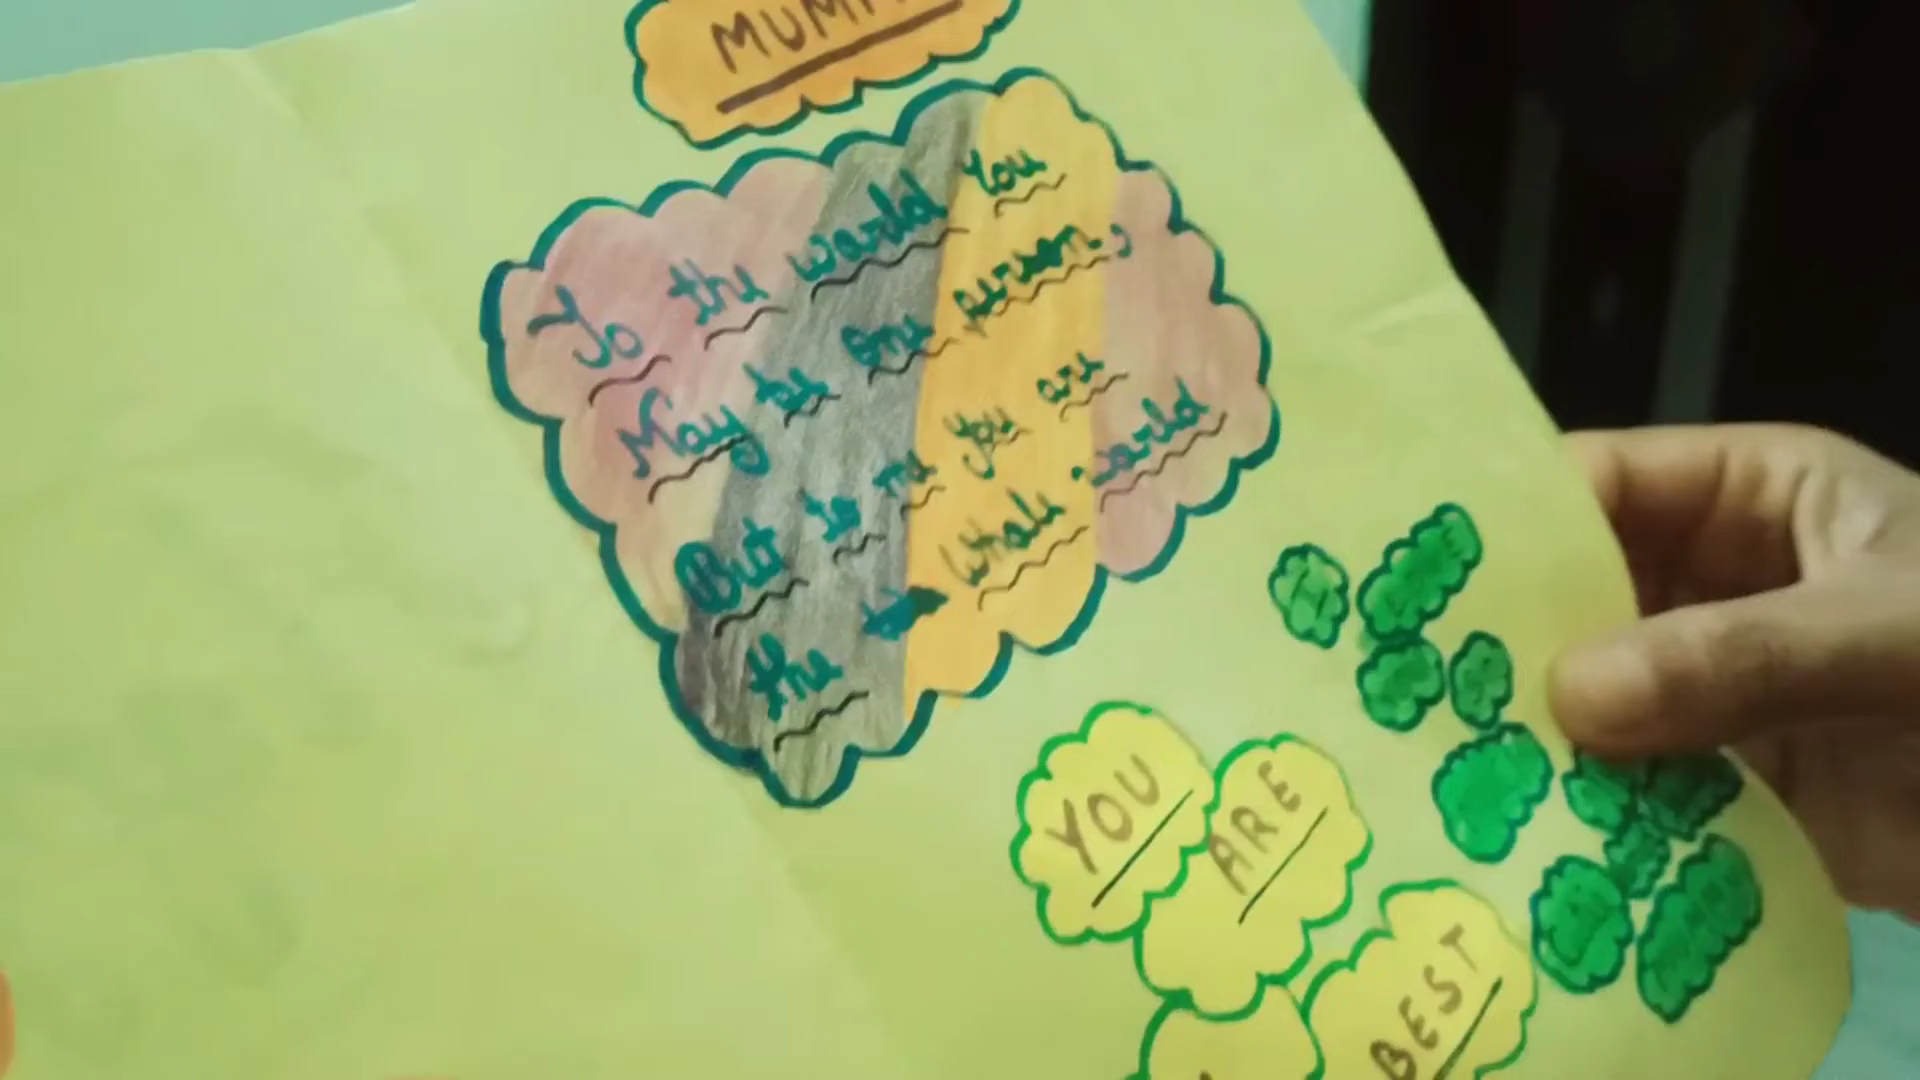 MUMM
To the world You
May be One person,
But to me you are
the Whole world
YOU
ARE
BEST